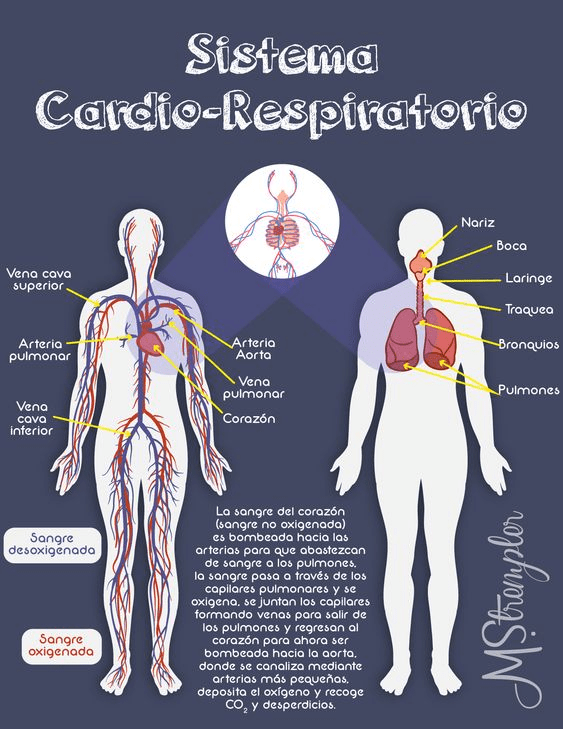 Sistema
Cardio-Respiratorio
Nariz
Boca
Laringe
Traquea
Bronquios
Pulmones
Vena cava
superior
Arteria
pulmonar
Vena
cava
inferior
Arteria
Aorta
Vena
pulmonar
Corazón
Sangre
desoxigenada
Sangre
oxigenada
La sangre del corazón
(sangre no oxigenada)
es bombeada hacia las
arterias para que abastezcan
de sangre a los pulmones,
la sangre pasa a través de los
capilares pulmonares y se
oxigena, se juntan los capilares
formando venas para salir de
los pulmones y regresan al
corazón para ahora ser
bombeada hacia la aorta,
donde se canaliza mediante
arterias más pequeñas,
deposita el oxígeno y recoge
CO₂ y desperdicios.
MStrempler